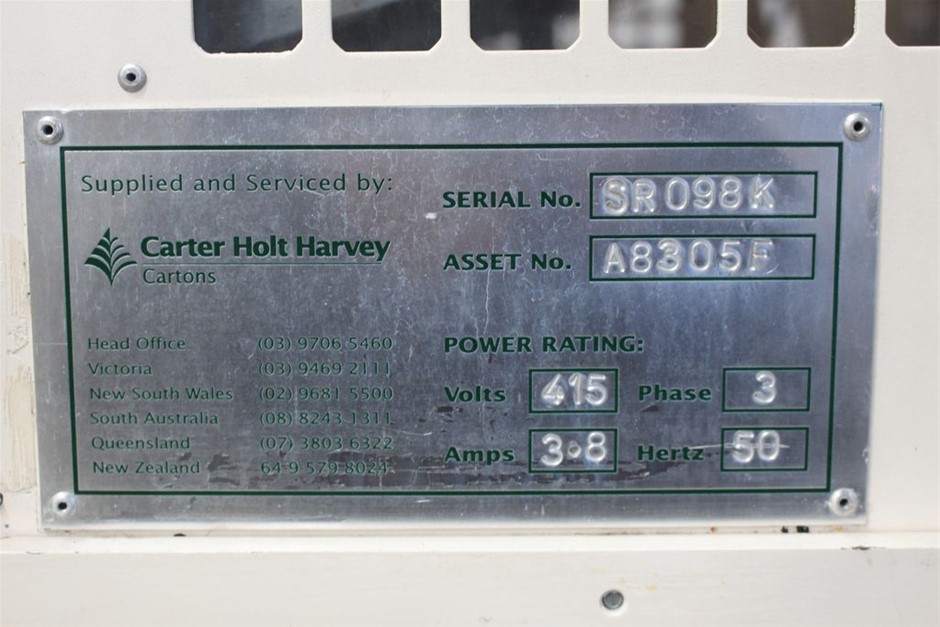 Supplied and Serviced by:
Carter Holt Harvey
Cartons
Head Office (03) 9706 5460
Victoria (03) 9469 2111
New South Wales (02) 9681 5500
South Australia (08) 8243 1311
Queensland (07) 3803 6322
New Zealand 64 9 579 8024
SERIAL No. SR098K
ASSET No. A8305F
POWER RATING:
Volts 415 Phase 3
Amps 3·8 Hertz 50